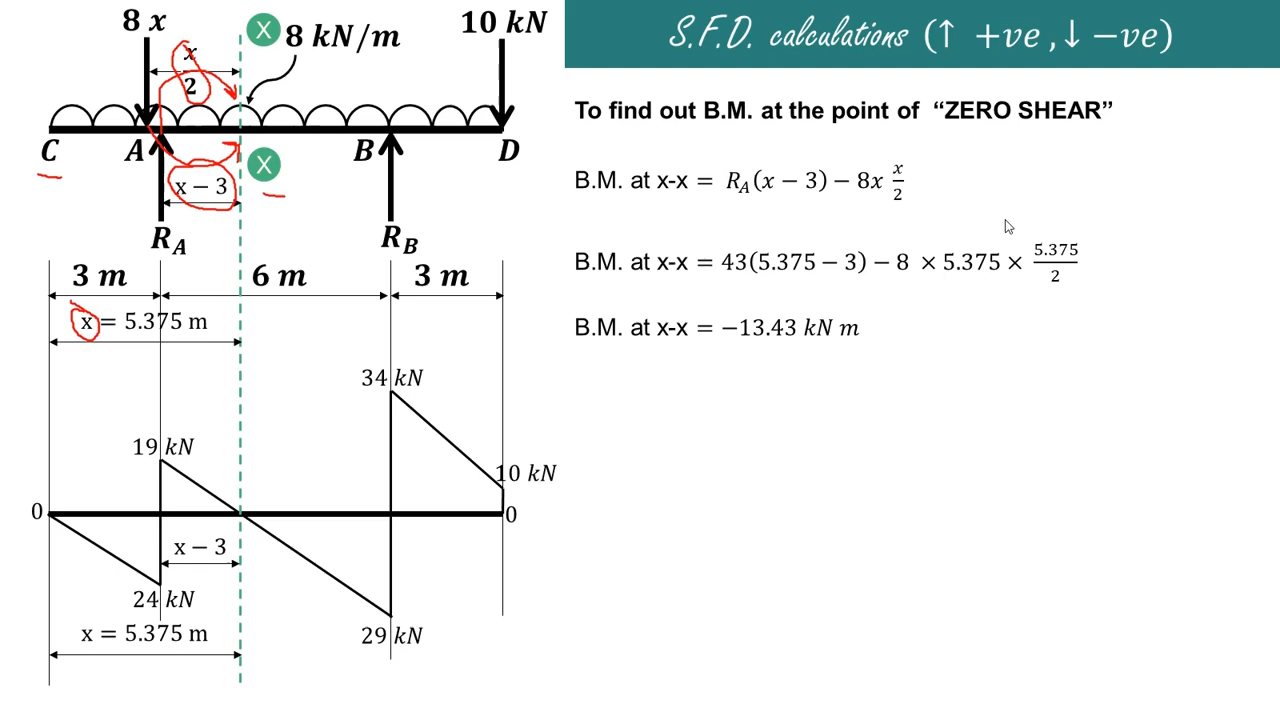 S.F.D. calculations (↑ +ve ,↓ −ve)
8 x
X
8 kN/m
10 kN
x
2
C
A
B
D
X
x − 3
R_A
R_B
3 m
6 m
3 m
x = 5.375 m
34 kN
19 kN
10 kN
0
0
x − 3
24 kN
x = 5.375 m
29 kN
To find out B.M. at the point of “ZERO SHEAR”
B.M. at x-x = R_A(x − 3) − 8x x/2
B.M. at x-x = 43(5.375 − 3) − 8 × 5.375 × 5.375/2
B.M. at x-x = −13.43 kN m